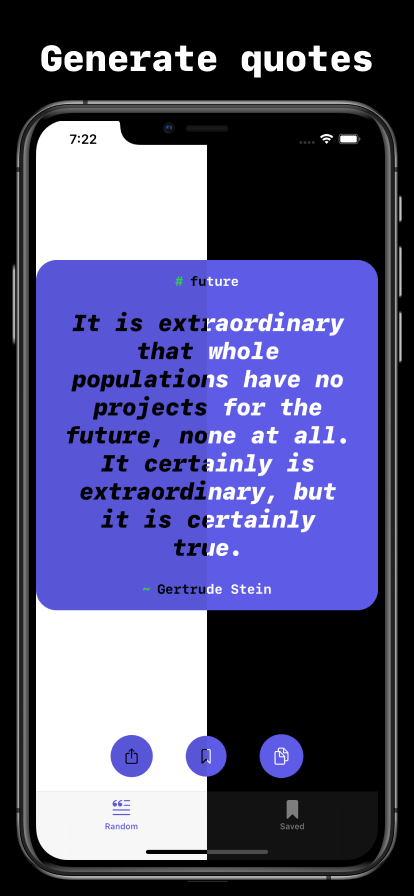 Generate quotes
7:22
# future
It is extraordinary
that whole
populations have no
projects for the
future, none at all.
It certainly is
extraordinary, but
it is certainly
true.
~ Gertrude Stein
Random
Saved